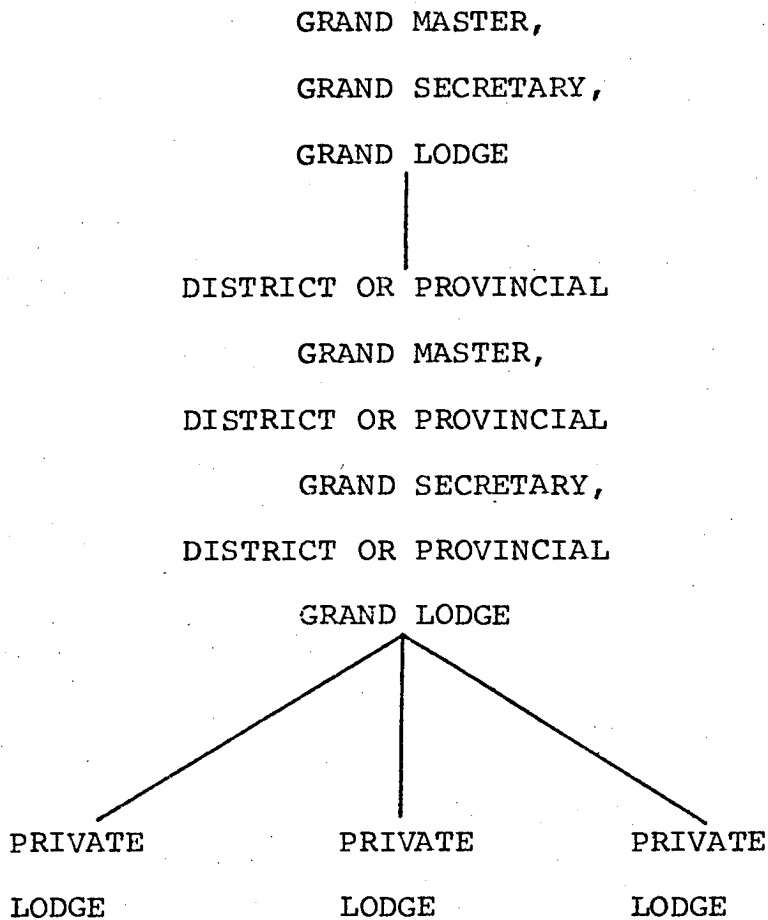 GRAND MASTER,
GRAND SECRETARY,
GRAND LODGE
DISTRICT OR PROVINCIAL
GRAND MASTER,
DISTRICT OR PROVINCIAL
GRAND SECRETARY,
DISTRICT OR PROVINCIAL
GRAND LODGE
PRIVATE PRIVATE PRIVATE
LODGE LODGE LODGE